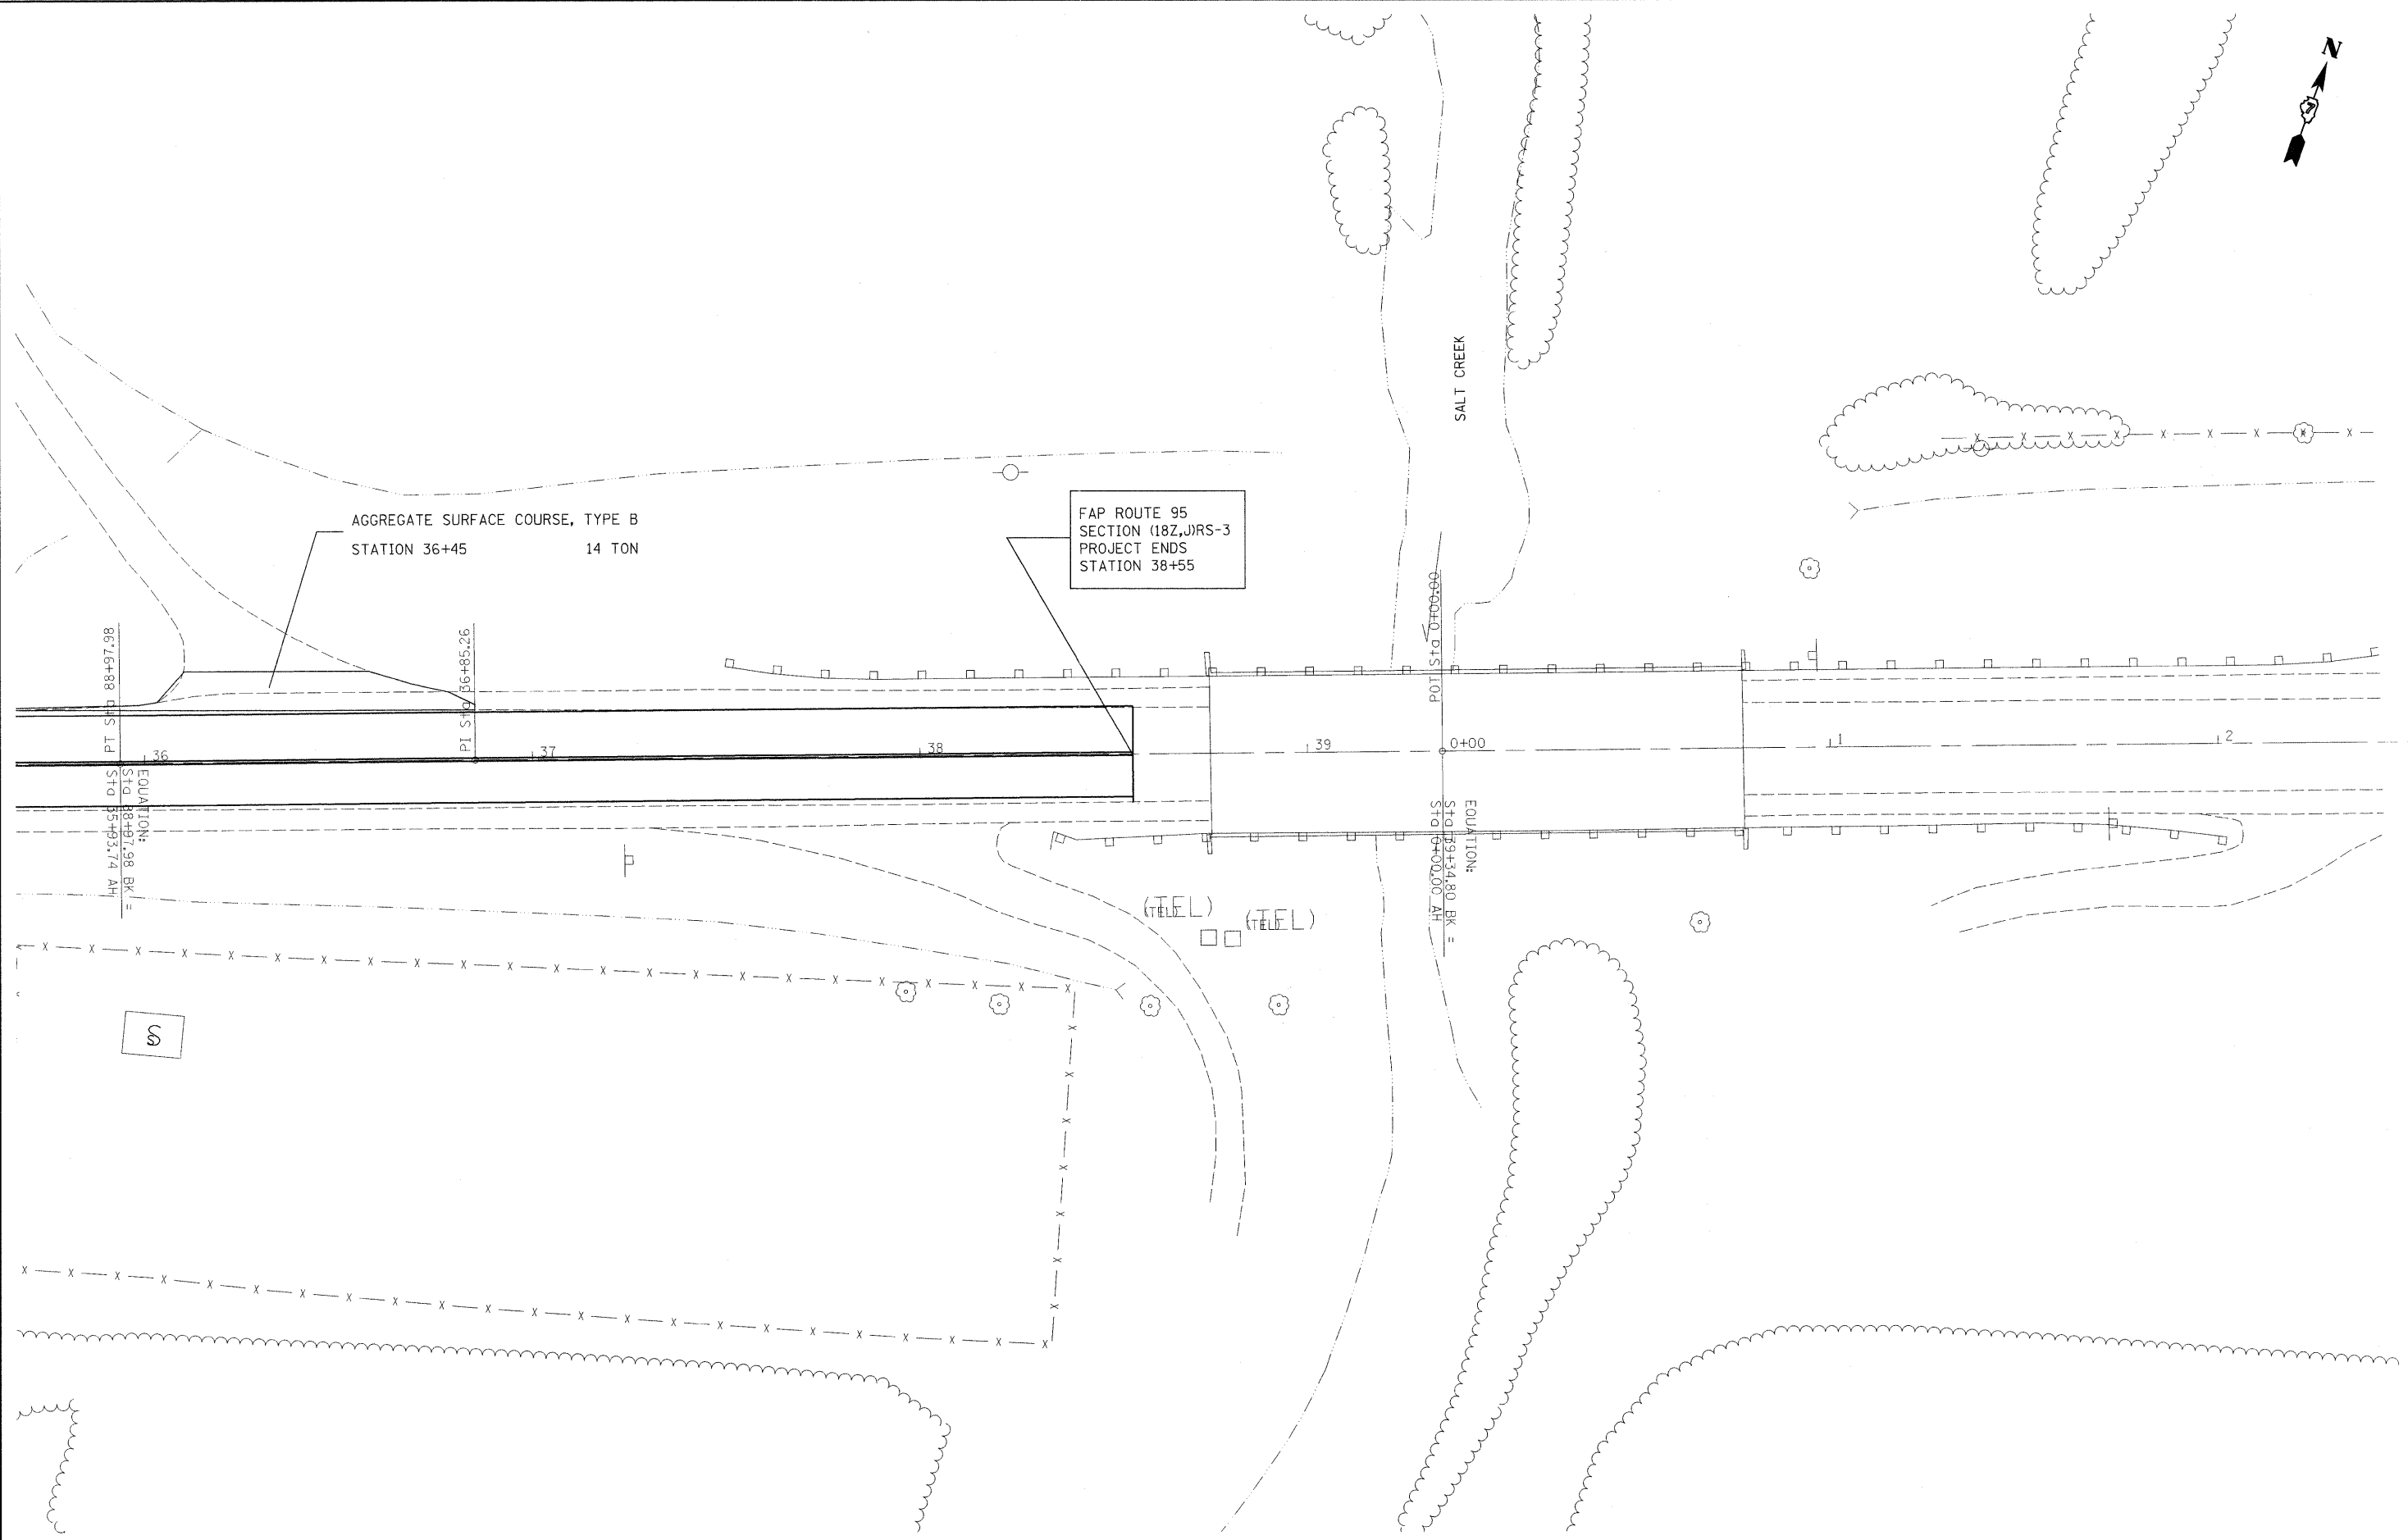 N
SALT CREEK
AGGREGATE SURFACE COURSE, TYPE B
STATION 36+45 14 TON
FAP ROUTE 95
SECTION (18Z,J)RS-3
PROJECT ENDS
STATION 38+55
PT Sta 88+97.98
PI Sta 36+85.26
POT Sta 0+00.00
36
37
38
39
0+00
1
2
EQUATION:
Sta 88+97.98 BK =
Sta 35+93.74 AH
EQUATION:
Sta 39+34.80 BK =
Sta 0+00.00 AH
(TEL)
(TEL)
(TEL)
(TEL)
S